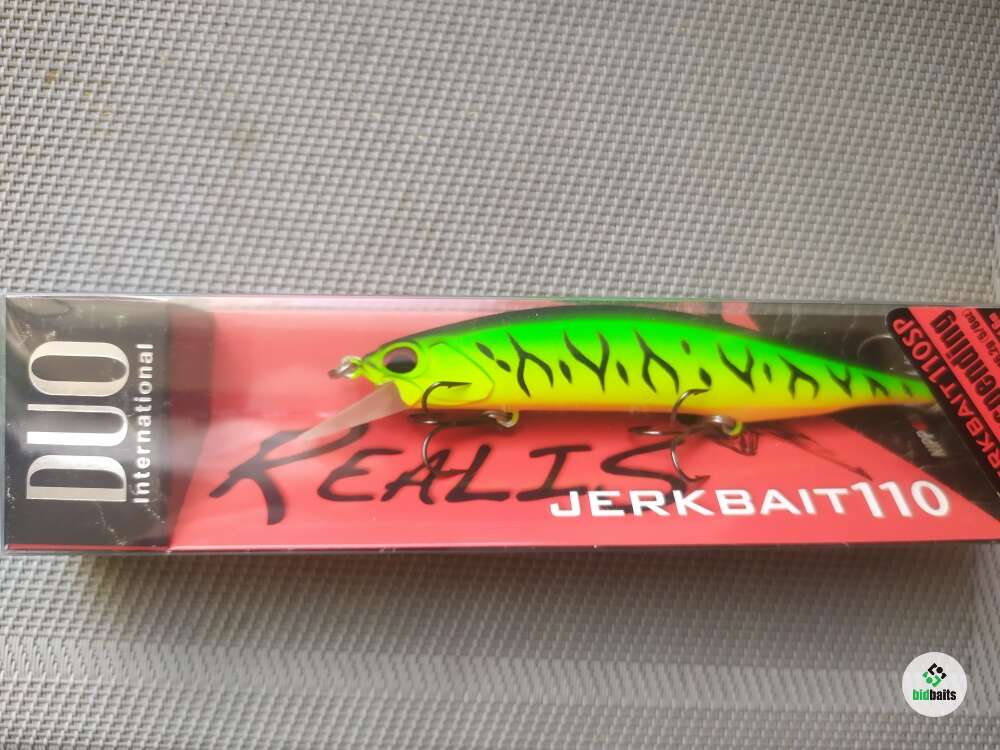 DUO
International
REALIS
JERKBAIT110
JERKBAIT110SP
bidbaits